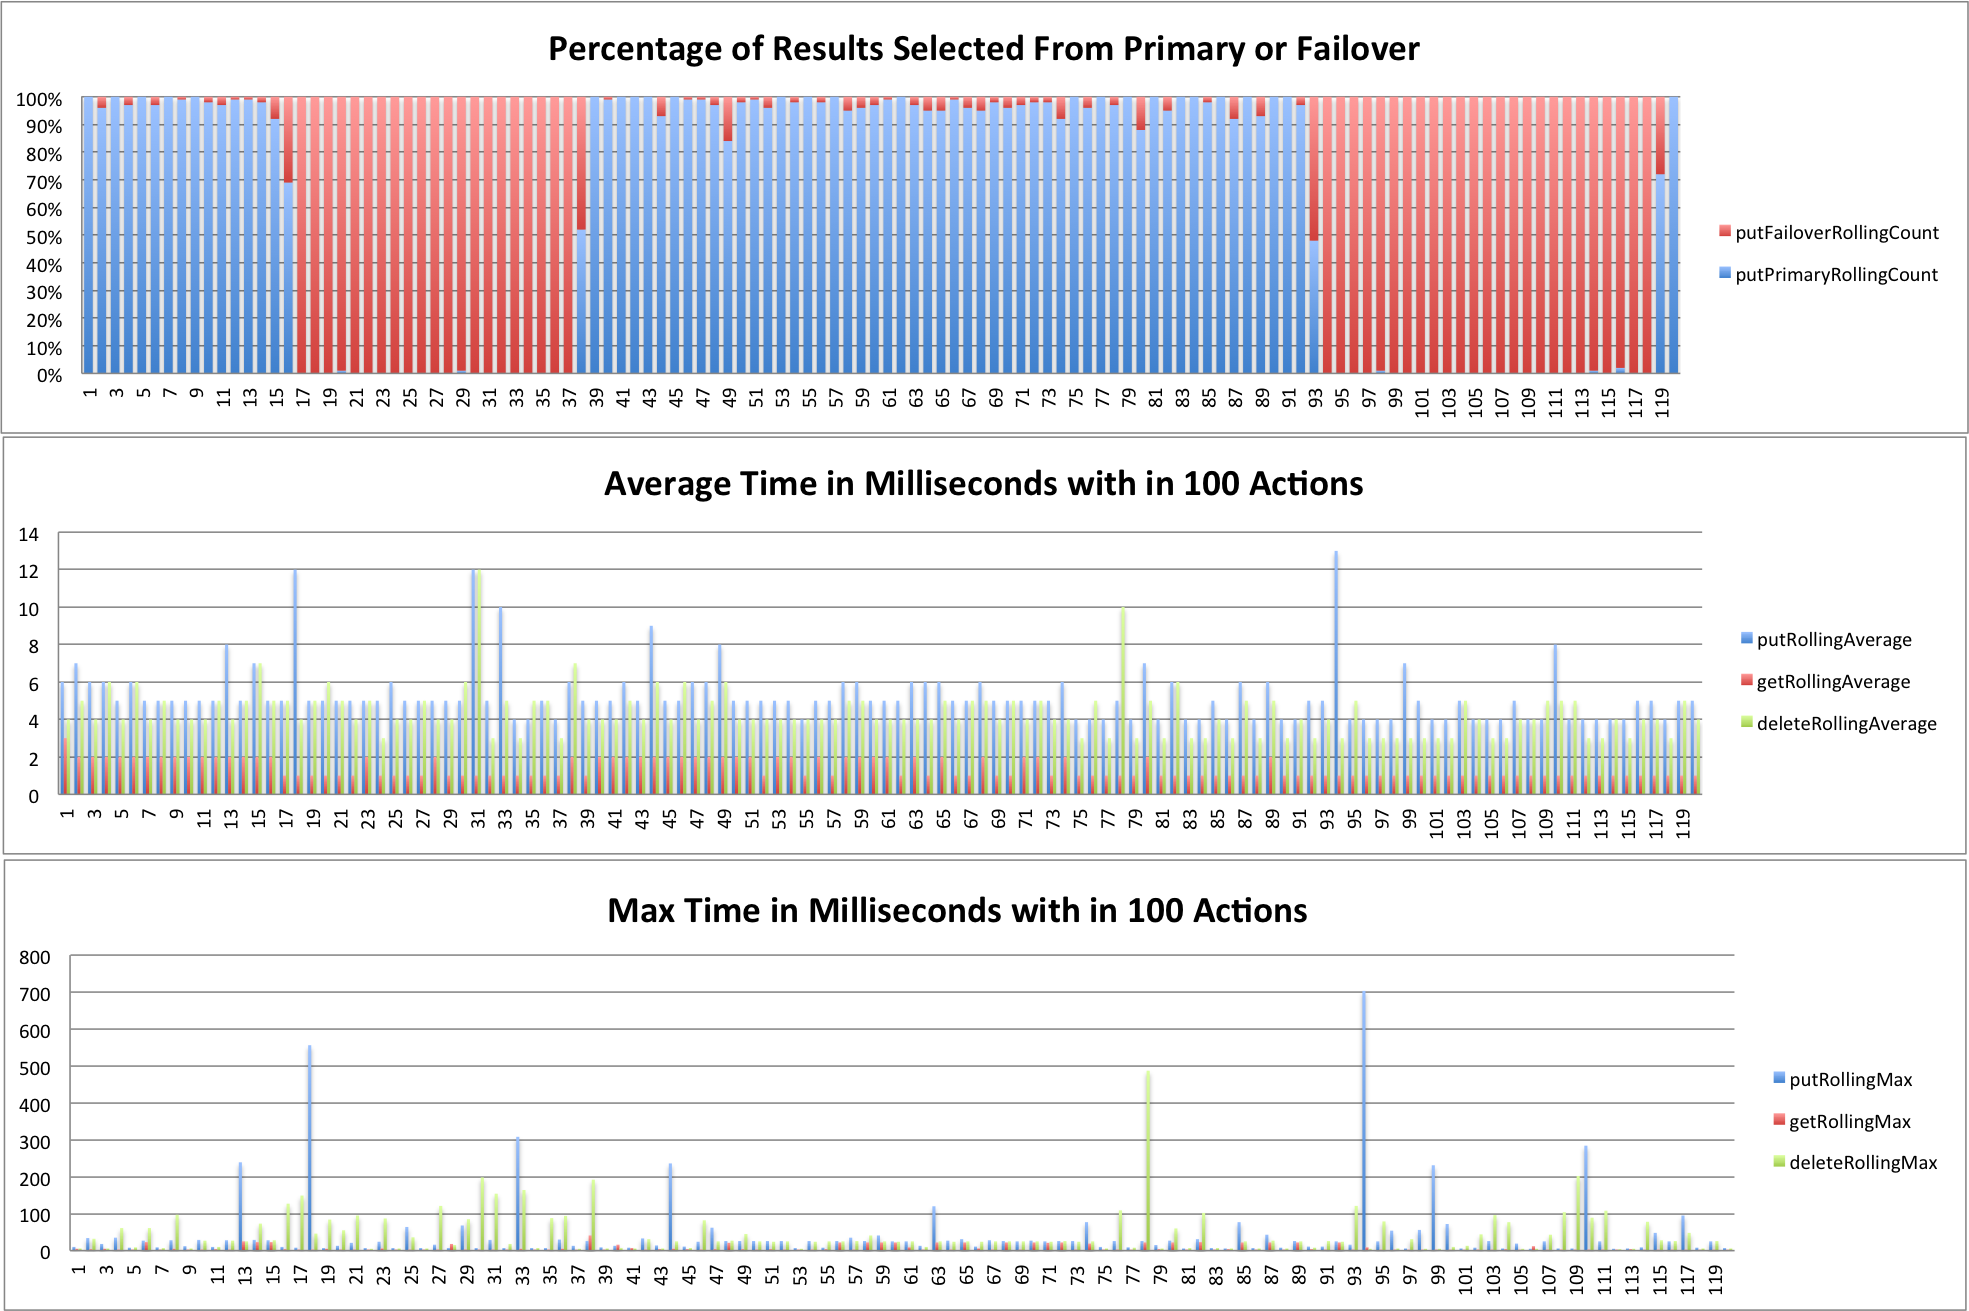 Percentage of Results Selected From Primary or Failover
100%
90%
80%
70%
60%
50%
40%
30%
20%
10%
0%
1 3 5 7 9 11 13 15 17 19 21 23 25 27 29 31 33 35 37 39 41 43 45 47 49 51 53 55 57 59 61 63 65 67 69 71 73 75 77 79 81 83 85 87 89 91 93 95 97 99 101 103 105 107 109 111 113 115 117 119
putFailoverRollingCount
putPrimaryRollingCount
Average Time in Milliseconds with in 100 Actions
14
12
10
8
6
4
2
0
1 3 5 7 9 11 13 15 17 19 21 23 25 27 29 31 33 35 37 39 41 43 45 47 49 51 53 55 57 59 61 63 65 67 69 71 73 75 77 79 81 83 85 87 89 91 93 95 97 99 101 103 105 107 109 111 113 115 117 119
putRollingAverage
getRollingAverage
deleteRollingAverage
Max Time in Milliseconds with in 100 Actions
800
700
600
500
400
300
200
100
0
1 3 5 7 9 11 13 15 17 19 21 23 25 27 29 31 33 35 37 39 41 43 45 47 49 51 53 55 57 59 61 63 65 67 69 71 73 75 77 79 81 83 85 87 89 91 93 95 97 99 101 103 105 107 109 111 113 115 117 119
putRollingMax
getRollingMax
deleteRollingMax